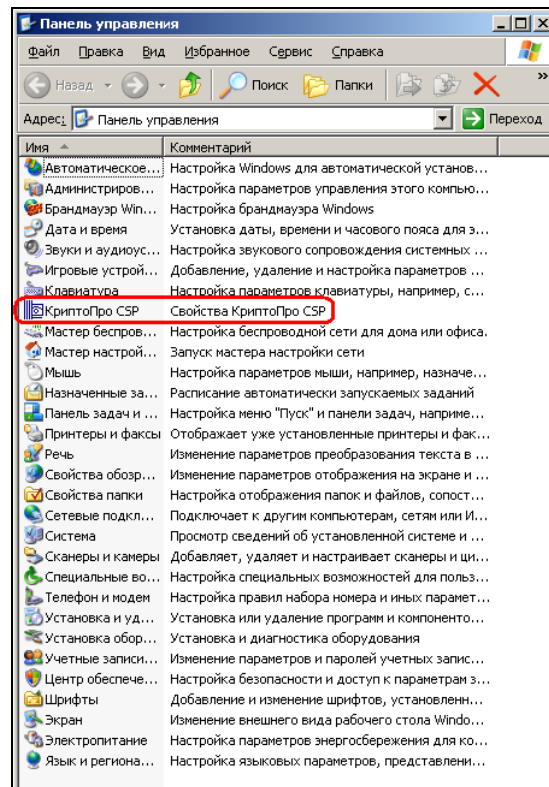 Панель управления
Файл Правка Вид Избранное Сервис Справка
Назад Поиск Папки »
Адрес: Панель управления Переход
Имя Комментарий
Автоматическое... Настройка Windows для автоматической установ...
Администриров... Настройка параметров управления этого компью...
Брандмауэр Win... Настройка брандмауэра Windows
Дата и время Установка даты, времени и часового пояса для э...
Звуки и аудиоус... Настройка звукового сопровождения системных ...
Игровые устрой... Добавление, удаление и настройка параметров ...
Клавиатура Настройка параметров клавиатуры, например, с...
КриптоПро CSP Свойства КриптоПро CSP
Мастер беспров... Настройка беспроводной сети для дома или офиса.
Мастер настрой... Запуск мастера настройки сети
Мышь Настройка параметров мыши, например, назначе...
Назначенные за... Расписание автоматически запускаемых заданий
Панель задач и ... Настройка меню "Пуск" и панели задач, наприме...
Принтеры и факсы Отображает уже установленные принтеры и фак...
Речь Изменение параметров преобразования текста в ...
Свойства обозр... Изменение параметров отображения на экране и ...
Свойства папки Настройка отображения папок и файлов, сопост...
Сетевые подкл... Подключает к другим компьютерам, сетям или И...
Система Просмотр сведений об установленной системе и ...
Сканеры и камеры Добавляет, удаляет и настраивает сканеры и ци...
Специальные во... Настройка специальных возможностей для польз...
Телефон и модем Настройка правил набора номера и иных парамет...
Установка и уд... Установка или удаление программ и компоненто...
Установка обор... Установка и диагностика оборудования
Учетные записи... Изменение параметров и паролей учетных запис...
Центр обеспече... Настройка безопасности и доступ к параметрам з...
Шрифты Добавление и изменение шрифтов, установленн...
Экран Изменение внешнего вида рабочего стола Windo...
Электропитание Настройка параметров энергосбережения для ко...
Язык и региона... Настройка языковых параметров, представлени...